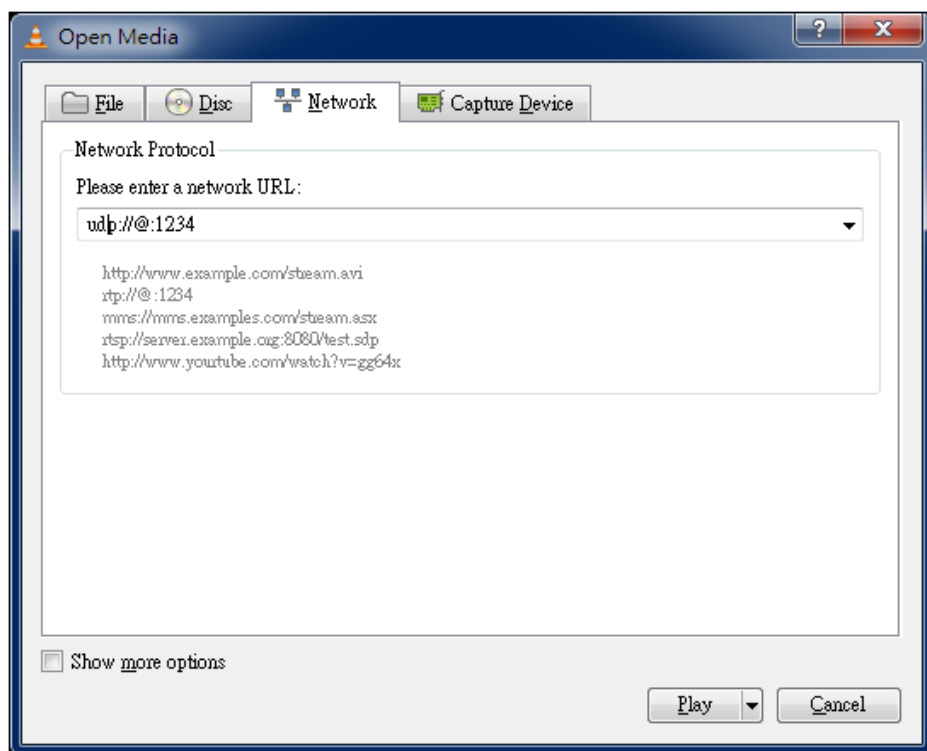 Open Media
?
x
File Disc Network Capture Device
Network Protocol
Please enter a network URL:
udp://@:1234
http://www.example.com/stream.avi
rtp://@:1234
mms://mms.examples.com/stream.asx
rtsp://server.example.org:8080/test.sdp
http://www.yourtube.com/watch?v=gg64x
Show more options
Play
Cancel